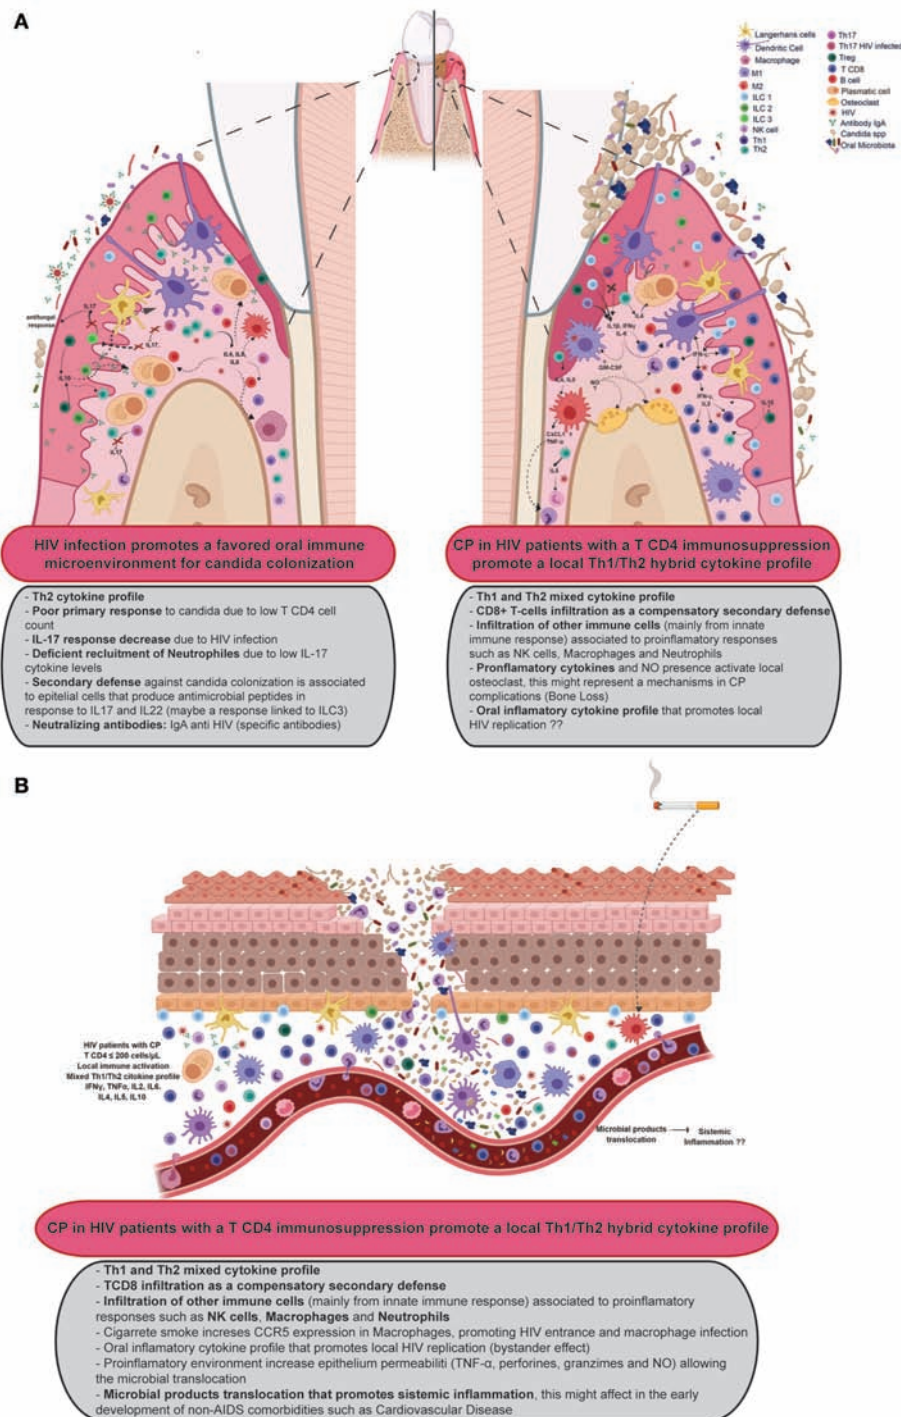 A
Langerhans cells
Dendritic Cell
Macrophage
M1
M2
ILC 1
ILC 2
ILC 3
NK cell
Th1
Th2
Th17
Th17 HIV infected
Treg
T CD8
B cell
Plasmatic cell
Osteoclast
HIV
Antibody IgA
Candida spp
Oral Microbiota
antifungal
response
IL17
IL17
IL17
GM-CSF
NO
HIV infection promotes a favored oral immune
microenvironment for candida colonization
- Th2 cytokine profile
- Poor primary response to candida due to low T CD4 cell
count
- IL-17 response decrease due to HIV infection
- Deficient recluitment of Neutrophiles due to low IL-17
cytokine levels
- Secondary defense against candida colonization is associated
to epitelial cells that produce antimicrobial peptides in
response to IL17 and IL22 (maybe a response linked to ILC3)
- Neutralizing antibodies: IgA anti HIV (specific antibodies)
CP in HIV patients with a T CD4 immunosuppression
promote a local Th1/Th2 hybrid cytokine profile
- Th1 and Th2 mixed cytokine profile
- CD8+ T-cells infiltration as a compensatory secondary defense
- Infiltration of other immune cells (mainly from innate
immune response) associated to proinflamatory responses
such as NK cells, Macrophages and Neutrophils
- Pronflamatory cytokines and NO presence activate local
osteoclast, this might represent a mechanisms in CP
complications (Bone Loss)
- Oral inflamatory cytokine profile that promotes local
HIV replication ??
B
HIV patients with CP
T CD4 ≤ 200 cells/μL
Local immune activation
Mixed Th1/Th2 citokine profile
IFNγ, TNFα, IL2, IL6,
IL4, IL5, IL10
Microbial products
translocation
Sistemic
Inflammation ??
CP in HIV patients with a T CD4 immunosuppression promote a local Th1/Th2 hybrid cytokine profile
- Th1 and Th2 mixed cytokine profile
- TCD8 infiltration as a compensatory secondary defense
- Infiltration of other immune cells (mainly from innate immune response) associated to proinflamatory
responses such as NK cells, Macrophages and Neutrophils
- Cigarrete smoke increses CCR5 expression in Macrophages, promoting HIV entrance and macrophage infection
- Oral inflamatory cytokine profile that promotes local HIV replication (bystander effect)
- Proinflamatory environment increase epithelium permeabiliti (TNF-α, perforines, granzimes and NO) allowing
the microbial translocation
- Microbial products translocation that promotes sistemic inflammation, this might affect in the early
development of non-AIDS comorbidities such as Cardiovascular Disease